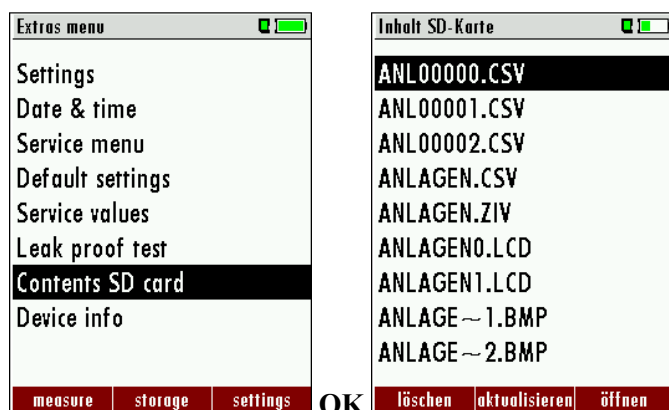 Extras menu
Settings
Date & time
Service menu
Default settings
Service values
Leak proof test
Contents SD card
Device info
measure storage settings
OK
Inhalt SD-Karte
ANL00000.CSV
ANL00001.CSV
ANL00002.CSV
ANLAGEN.CSV
ANLAGEN.ZIV
ANLAGEN0.LCD
ANLAGEN1.LCD
ANLAGE~1.BMP
ANLAGE~2.BMP
löschen aktualisieren öffnen